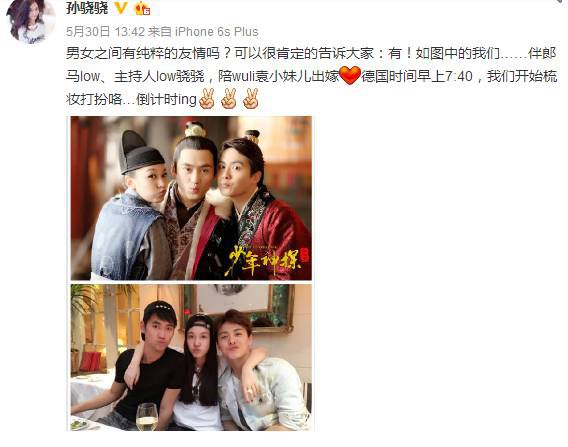 孙骁骁
5月30日 13:42 来自 iPhone 6s Plus
男女之间有纯粹的友情吗？可以很肯定的告诉大家：有！如图中的我们……伴郎
马low、主持人low骁骁，陪wuli袁小妹儿出嫁❤德国时间早上7:40，我们开始梳
妆打扮咯…倒计时ing✌✌✌
少年神探